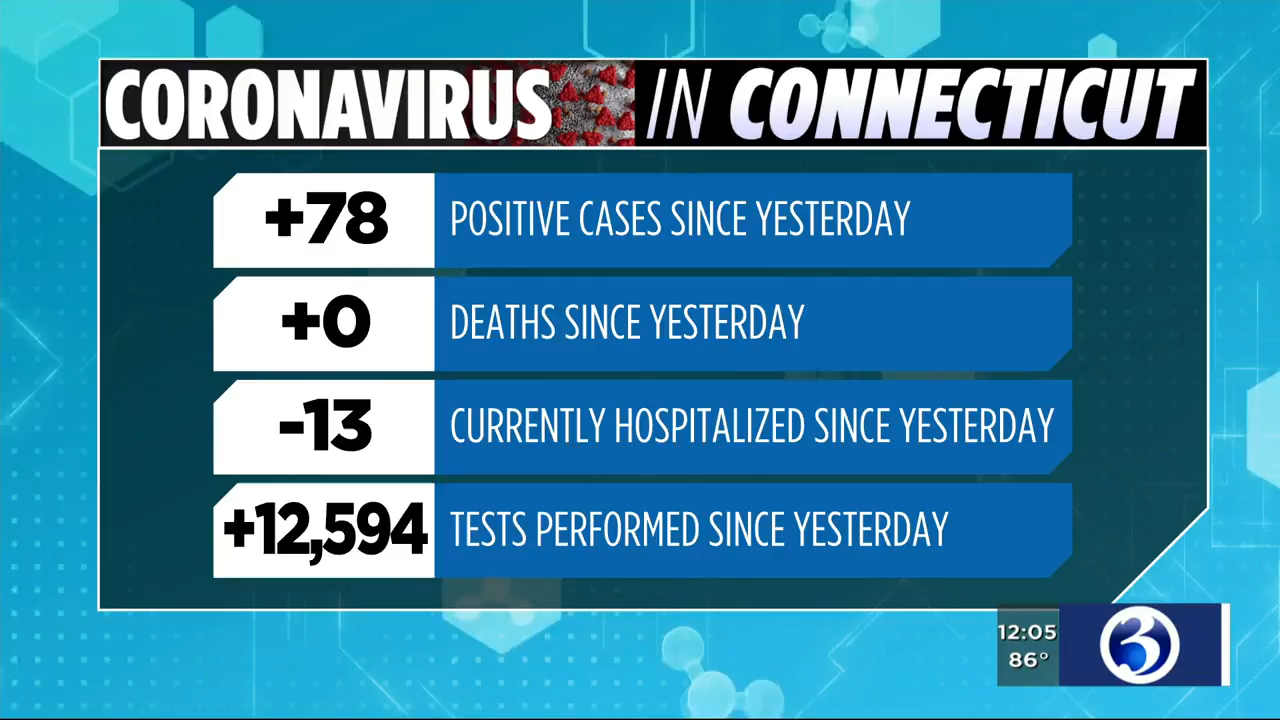 CORONAVIRUS IN CONNECTICUT
+78 POSITIVE CASES SINCE YESTERDAY
+0 DEATHS SINCE YESTERDAY
-13 CURRENTLY HOSPITALIZED SINCE YESTERDAY
+12,594 TESTS PERFORMED SINCE YESTERDAY
12:05
86°
3